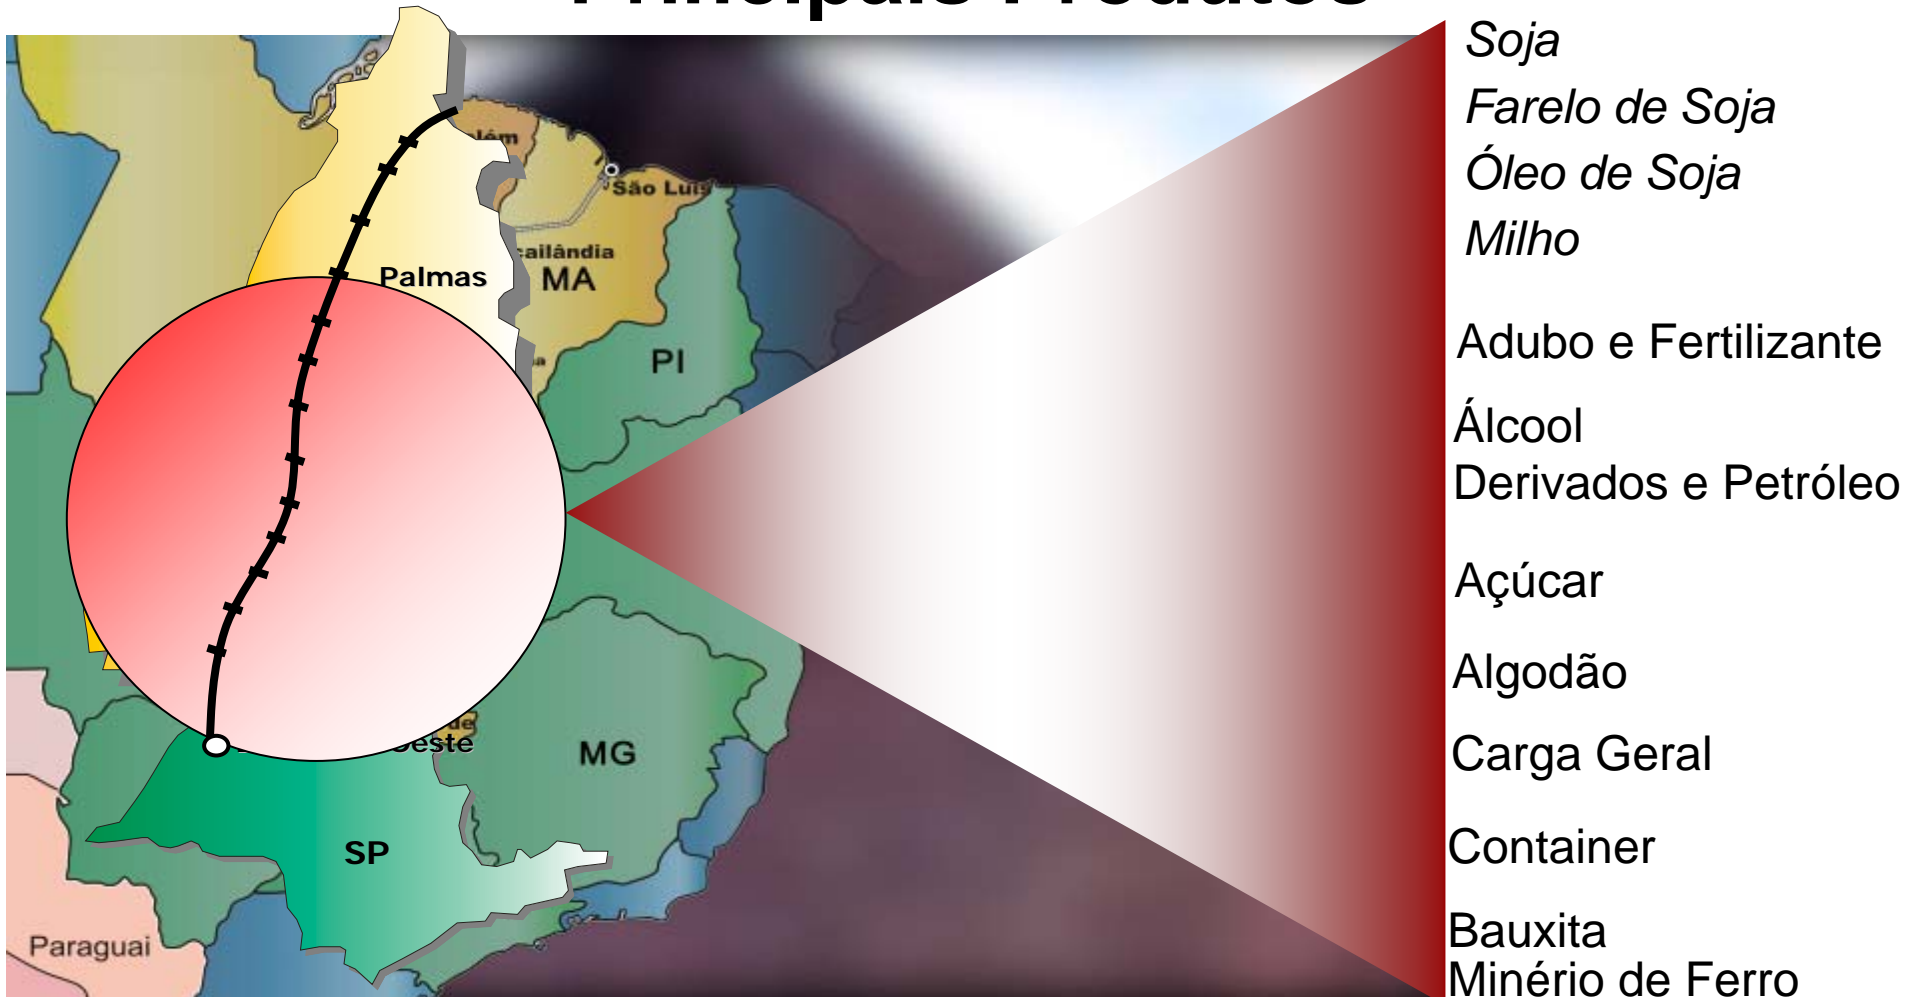 Principais Produtos
Soja
Farelo de Soja
Óleo de Soja
Milho
Adubo e Fertilizante
Álcool
Derivados e Petróleo
Açúcar
Algodão
Carga Geral
Container
Bauxita
Minério de Ferro
São Luís
Palmas
MA
PI
MG
SP
Paraguai